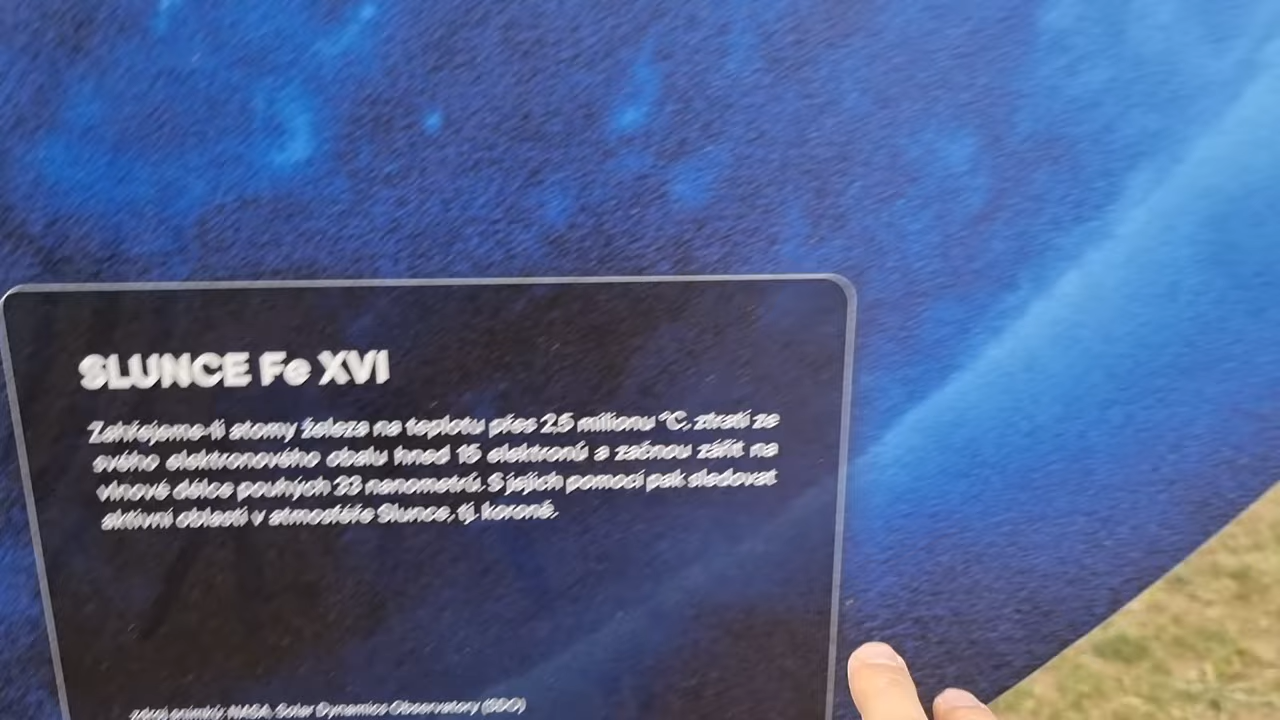 SLUNCE Fe XVI
Zahřejeme-li atomy železa na teplotu přes 2,5 milionu °C, ztratí ze
svého elektronového obalu hned 15 elektronů a začnou zářit na
vlnové délce pouhých 33 nanometrů. S jejich pomocí pak sledovat
aktivní oblasti v atmosféře Slunce, tj. koroně.
zdroj snímků: NASA, Solar Dynamics Observatory (SDO)